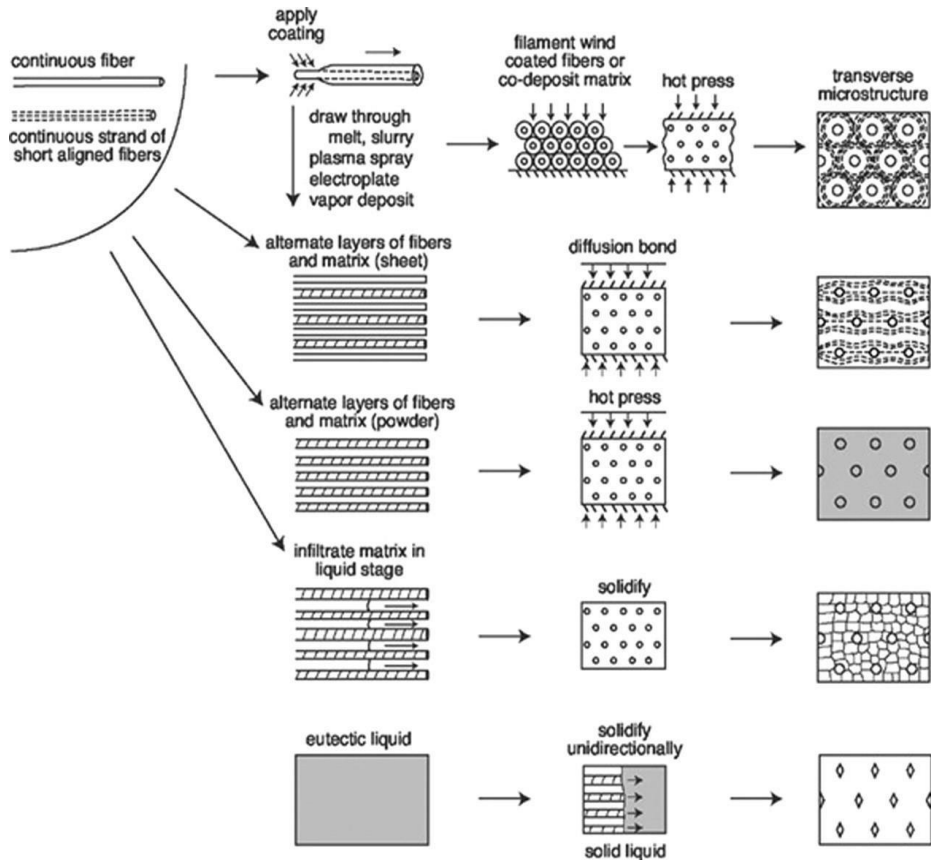 apply
coating
continuous fiber
continuous strand of
short aligned fibers
draw through
melt, slurry
plasma spray
electroplate
vapor deposit
filament wind
coated fibers or
co-deposit matrix
hot press
transverse
microstructure
alternate layers of fibers
and matrix (sheet)
diffusion bond
alternate layers of fibers
and matrix (powder)
hot press
infiltrate matrix in
liquid stage
solidify
eutectic liquid
solidify
unidirectionally
solid liquid